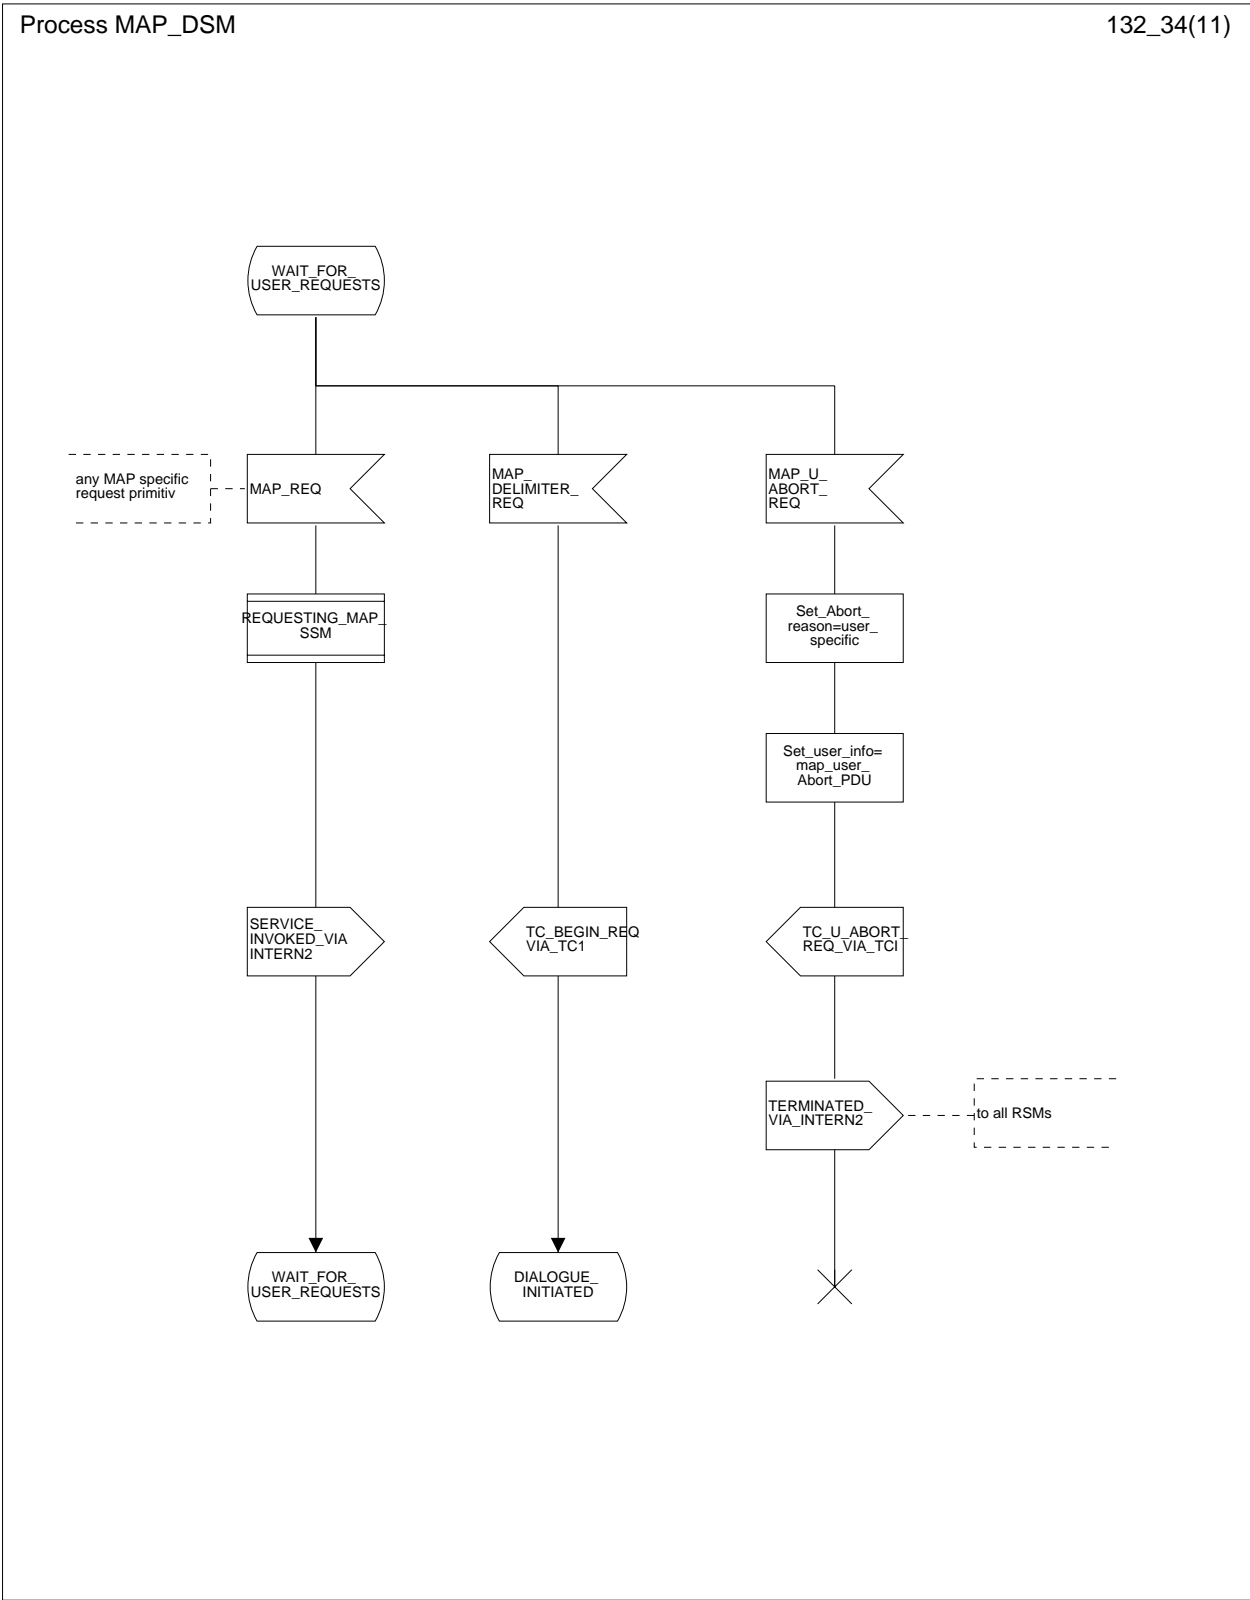 Process MAP_DSM
132_34(11)
WAIT_FOR_
USER_REQUESTS
any MAP specific
request primitiv
MAP_REQ
MAP_
DELIMITER_
REQ
MAP_U_
ABORT_
REQ
REQUESTING_MAP_
SSM
Set_Abort_
reason=user_
specific
Set_user_info=
map_user_
Abort_PDU
SERVICE_
INVOKED_VIA
INTERN2
TC_BEGIN_REQ
VIA_TC1
TC_U_ABORT_
REQ_VIA_TCI
TERMINATED_
VIA_INTERN2
to all RSMs
WAIT_FOR_
USER_REQUESTS
DIALOGUE_
INITIATED